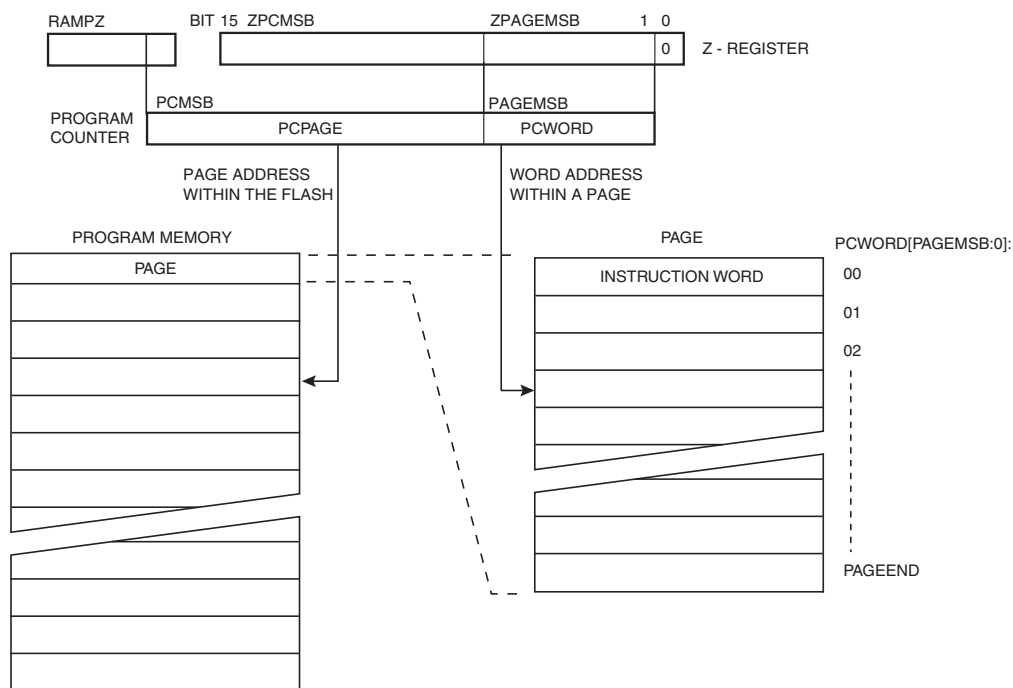 RAMPZ
BIT 15 ZPCMSB ZPAGEMSB 1 0
0 Z - REGISTER
PCMSB PAGEMSB
PROGRAM
COUNTER
PCPAGE PCWORD
PAGE ADDRESS
WITHIN THE FLASH
WORD ADDRESS
WITHIN A PAGE
PROGRAM MEMORY
PAGE
PAGE
PCWORD[PAGEMSB:0]:
INSTRUCTION WORD
00
01
02
PAGEEND